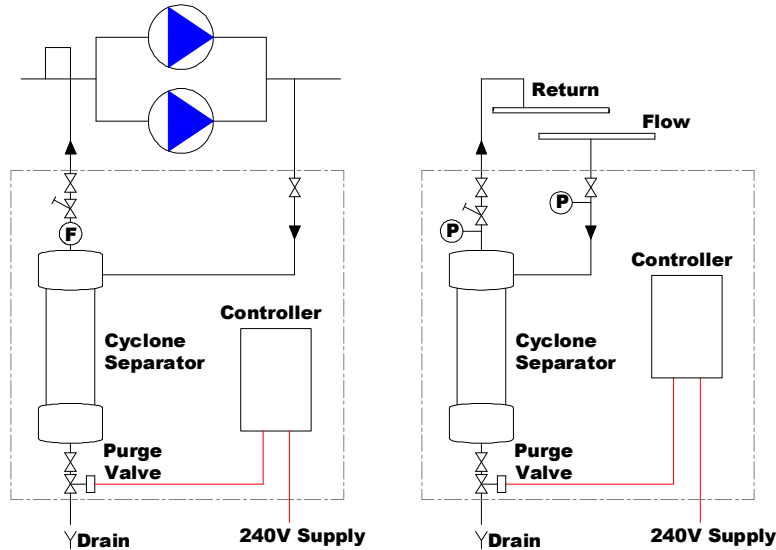 Return
Flow
F
P
P
Controller
Controller
Cyclone
Separator
Cyclone
Separator
Purge
Valve
Purge
Valve
Drain
240V Supply
Drain
240V Supply